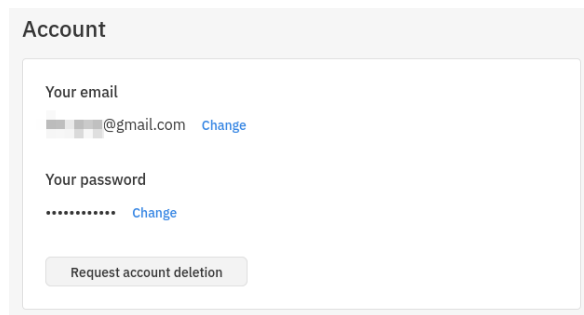 Account
Your email
@gmail.com Change
Your password
•••••••••••• Change
Request account deletion